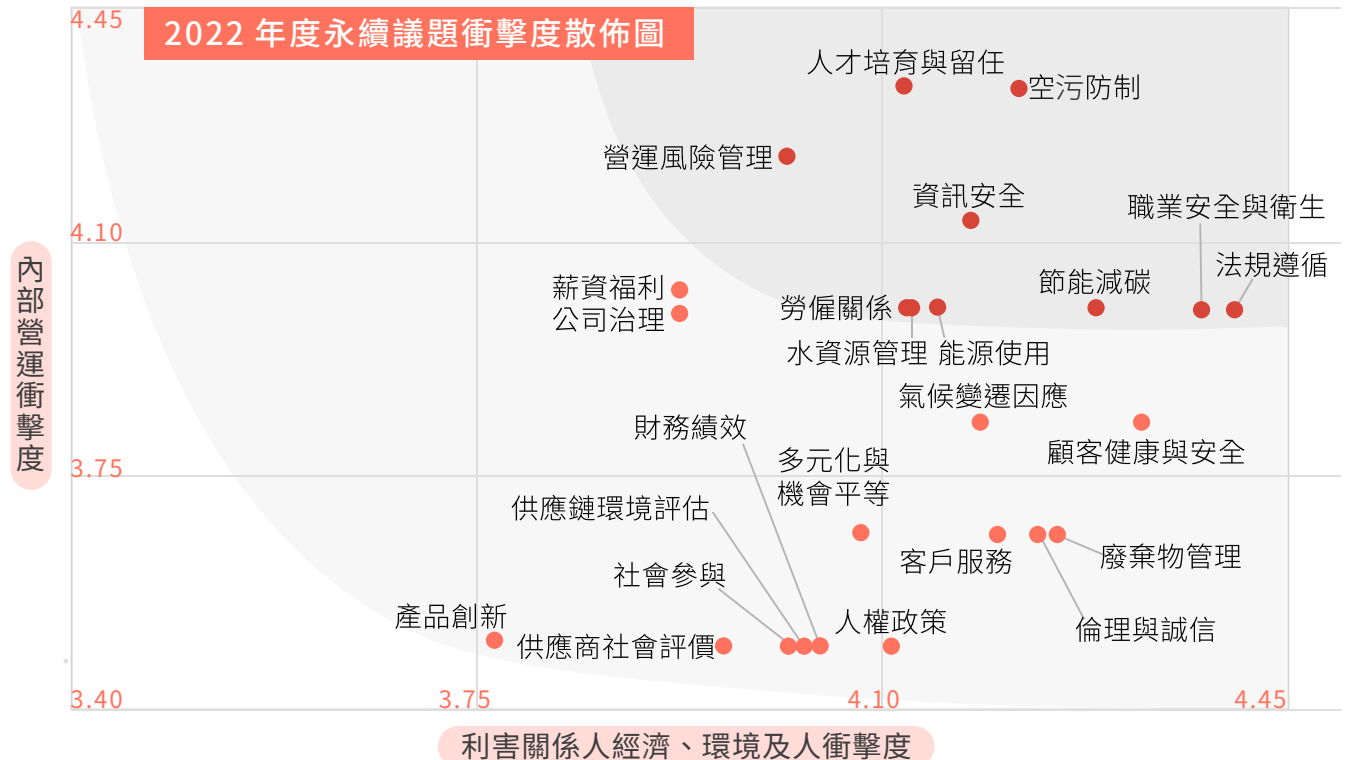 4.45
2022 年度永續議題衝擊度散佈圖
人才培育與留任
空污防制
營運風險管理
資訊安全
職業安全與衛生
4.10
法規遵循
薪資福利
節能減碳
公司治理
勞僱關係
水資源管理
能源使用
內部營運衝擊度
氣候變遷因應
財務績效
顧客健康與安全
多元化與
機會平等
3.75
供應鏈環境評估
客戶服務
廢棄物管理
社會參與
產品創新
人權政策
倫理與誠信
供應商社會評價
3.40
3.75
4.10
4.45
利害關係人經濟、環境及人衝擊度